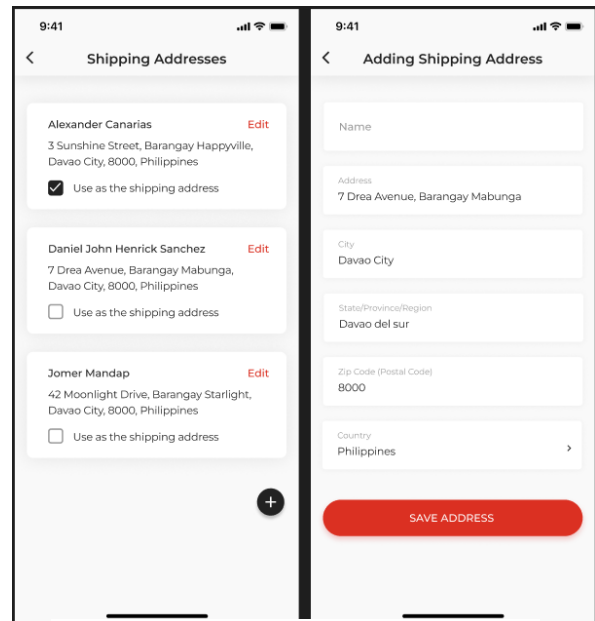 9:41
Shipping Addresses
Alexander Canarias
Edit
3 Sunshine Street, Barangay Happyville,
Davao City, 8000, Philippines
Use as the shipping address
Daniel John Henrick Sanchez
Edit
7 Drea Avenue, Barangay Mabunga,
Davao City, 8000, Philippines
Use as the shipping address
Jomer Mandap
Edit
42 Moonlight Drive, Barangay Starlight,
Davao City, 8000, Philippines
Use as the shipping address
9:41
Adding Shipping Address
Name
Address
7 Drea Avenue, Barangay Mabunga
City
Davao City
State/Province/Region
Davao del sur
Zip Code (Postal Code)
8000
Country
Philippines
SAVE ADDRESS